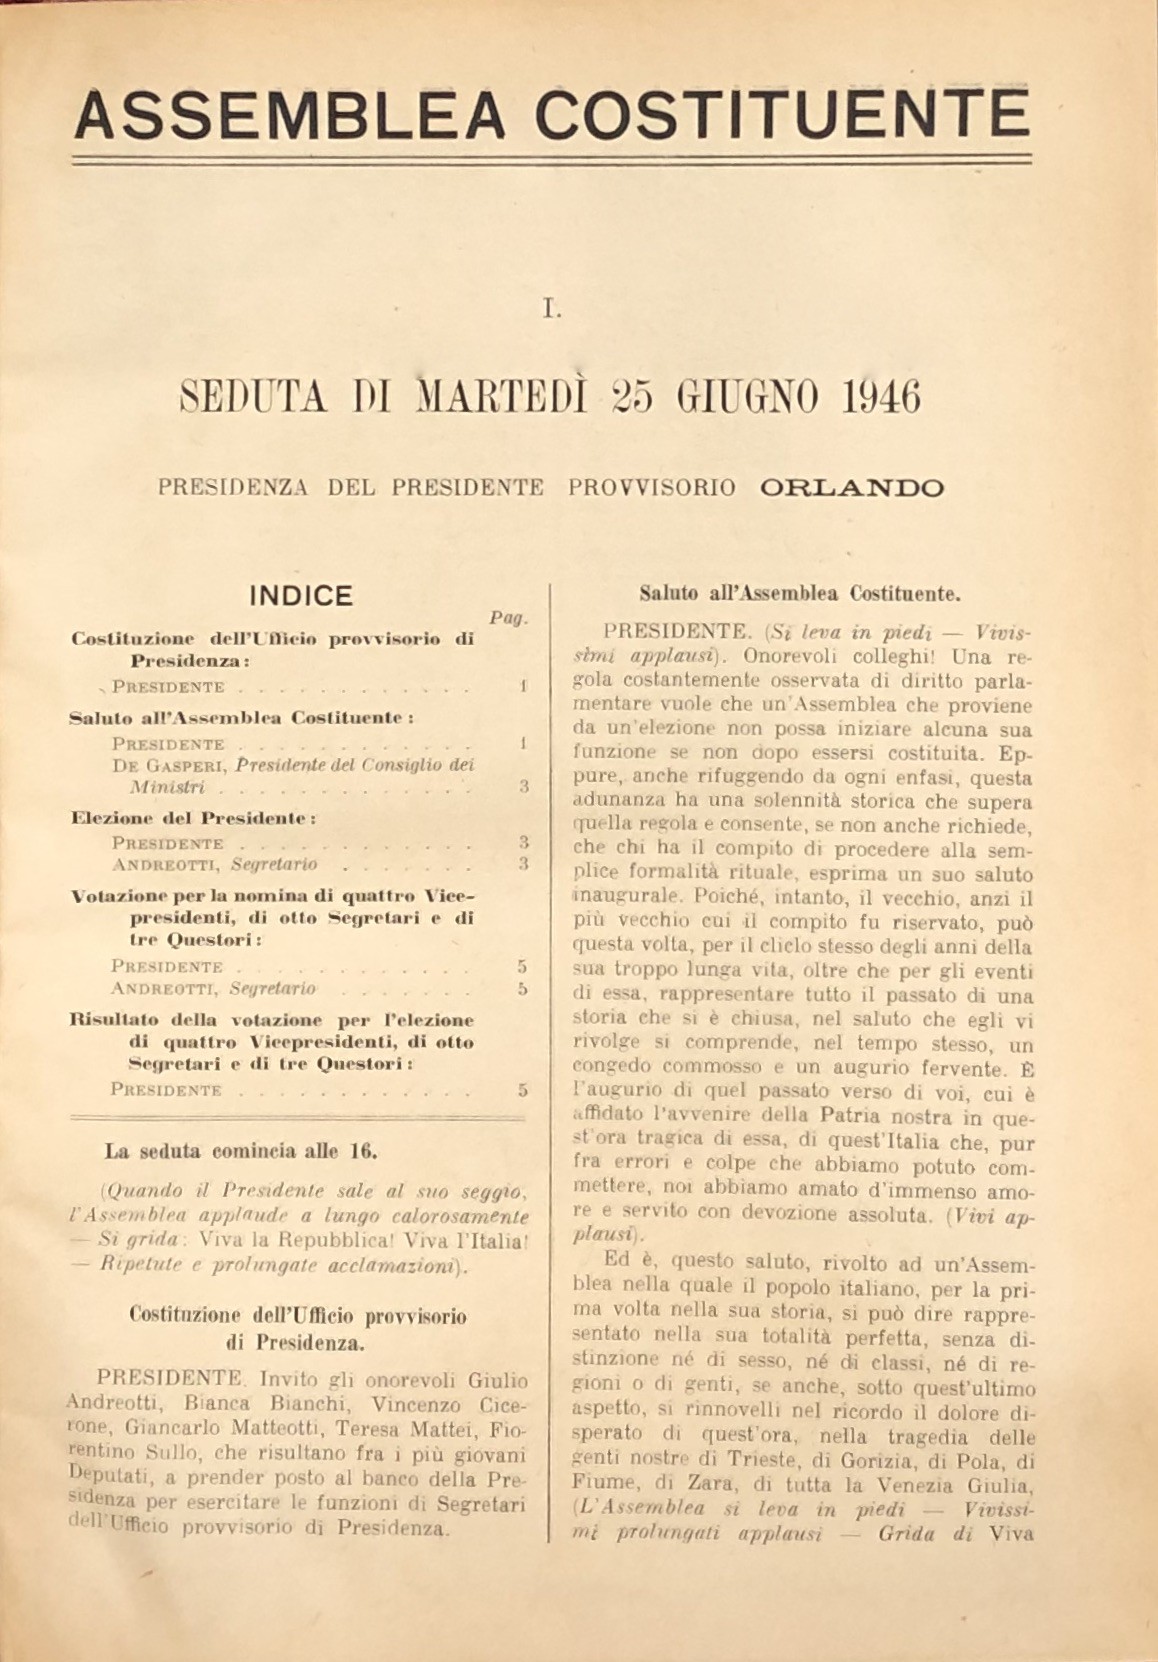 ASSEMBLEA COSTITUENTE
I.
SEDUTA DI MARTEDÌ 25 GIUGNO 1946
PRESIDENZA DEL PRESIDENTE PROVVISORIO ORLANDO
INDICE
Pag.
Costituzione dell'Ufficio provvisorio di
Presidenza:
PRESIDENTE . . . . . . . . . . . . 1
Saluto all'Assemblea Costituente:
PRESIDENTE . . . . . . . . . . . . 1
DE GASPERI, Presidente del Consiglio dei
Ministri . . . . . . . . . . . . . 3
Elezione del Presidente:
PRESIDENTE . . . . . . . . . . . . 3
ANDREOTTI, Segretario . . . . . . . 3
Votazione per la nomina di quattro Vice-
presidenti, di otto Segretari e di
tre Questori:
PRESIDENTE . . . . . . . . . . . . 5
ANDREOTTI, Segretario . . . . . . . 5
Risultato della votazione per l'elezione
di quattro Vicepresidenti, di otto
Segretari e di tre Questori:
PRESIDENTE . . . . . . . . . . . . 5
La seduta comincia alle 16.
(Quando il Presidente sale al suo seggio,
l'Assemblea applaude a lungo calorosamente
— Si grida: Viva la Repubblica! Viva l'Italia!
— Ripetute e prolungate acclamazioni).
Costituzione dell'Ufficio provvisorio
di Presidenza.
PRESIDENTE. Invito gli onorevoli Giulio
Andreotti, Bianca Bianchi, Vincenzo Cice-
rone, Giancarlo Matteotti, Teresa Mattei, Fio-
rentino Sullo, che risultano fra i più giovani
Deputati, a prender posto al banco della Pre-
sidenza per esercitare le funzioni di Segretari
dell'Ufficio provvisorio di Presidenza.
Saluto all'Assemblea Costituente.
PRESIDENTE. (Si leva in piedi — Vivis-
simi applausi). Onorevoli colleghi! Una re-
gola costantemente osservata di diritto parla-
mentare vuole che un'Assemblea che proviene
da un'elezione non possa iniziare alcuna sua
funzione se non dopo essersi costituita. Ep-
pure, anche rifuggendo da ogni enfasi, questa
adunanza ha una solennità storica che supera
quella regola e consente, se non anche richiede,
che chi ha il compito di procedere alla sem-
plice formalità rituale, esprima un suo saluto
inaugurale. Poiché, intanto, il vecchio, anzi il
più vecchio cui il compito fu riservato, può
questa volta, per il cliclo stesso degli anni della
sua troppo lunga vita, oltre che per gli eventi
di essa, rappresentare tutto il passato di una
storia che si è chiusa, nel saluto che egli vi
rivolge si comprende, nel tempo stesso, un
congedo commosso e un augurio fervente. È
l'augurio di quel passato verso di voi, cui è
affidato l'avvenire della Patria nostra in que-
st'ora tragica di essa, di quest'Italia che, pur
fra errori e colpe che abbiamo potuto com-
mettere, noi abbiamo amato d'immenso amo-
re e servito con devozione assoluta. (Vivi ap-
plausi).
Ed è, questo saluto, rivolto ad un'Assem-
blea nella quale il popolo italiano, per la pri-
ma volta nella sua storia, si può dire rappre-
sentato nella sua totalità perfetta, senza di-
stinzione né di sesso, né di classi, né di re-
gioni o di genti, se anche, sotto quest'ultimo
aspetto, si rinnovelli nel ricordo il dolore di-
sperato di quest'ora, nella tragedia delle
genti nostre di Trieste, di Gorizia, di Pola, di
Fiume, di Zara, di tutta la Venezia Giulia,
(L'Assemblea si leva in piedi — Vivissi-
mi prolungati applausi — Grida di Viva